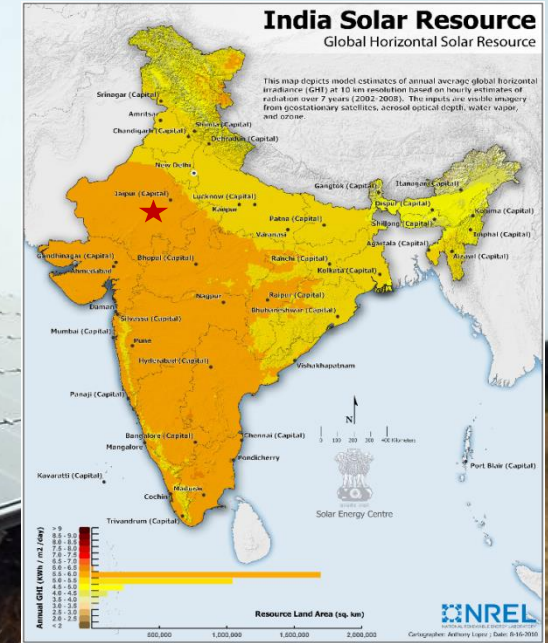 India Solar Resource
Global Horizontal Solar Resource
This map depicts model estimates of annual average global horizontal
irradiance (GHI) at 10 km resolution based on hourly estimates of
radiation over 7 years (2002-2008). The inputs are visible imagery
from geostationary satellites, aerosol optical depth, water vapor,
and ozone.
Srinagar (Capital)
Amritsar
Shimla (Capital)
Chandigarh (Capital)
Dehradun (Capital)
New Delhi
Jaipur (Capital)
Lucknow (Capital)
Kanpur
Gangtok (Capital)
Itanagar (Capital)
Dispur (Capital)
Kohima (Capital)
Patna (Capital)
Shillong (Capital)
Varanasi
Imphal (Capital)
Agartala (Capital)
Gandhinagar (Capital)
Bhopal (Capital)
Ranchi (Capital)
Aizawl (Capital)
Ahmedabad
Kolkata (Capital)
Nagpur
Raipur (Capital)
Daman
Silvassa (Capital)
Bhubaneshwar (Capital)
Mumbai (Capital)
Pune
Hyderabad (Capital)
Vishakhapatnam
Panaji (Capital)
N
0 100 200 300 400 Kilometers
Bangalore (Capital)
Chennai (Capital)
Mangalore
Pondicherry
Port Blair (Capital)
Kavaratti (Capital)
Madurai
Cochin
Solar Energy Centre
Trivandrum (Capital)
Annual GHI (KWh / m2 /day)
> 9
8.5 - 9.0
8.0 - 8.5
7.5 - 8.0
7.0 - 7.5
6.5 - 7.0
6.0 - 6.5
5.5 - 6.0
5.0 - 5.5
4.5 - 5.0
4.0 - 4.5
3.5 - 4.0
3.0 - 3.5
2.5 - 3.0
2.0 - 2.5
< 2
Resource Land Area (sq. km)
500,000 1,000,000 1,500,000 2,000,000
NREL
NATIONAL RENEWABLE ENERGY LABORATORY
Cartographer: Anthony Lopez ; Date: 8-16-2010